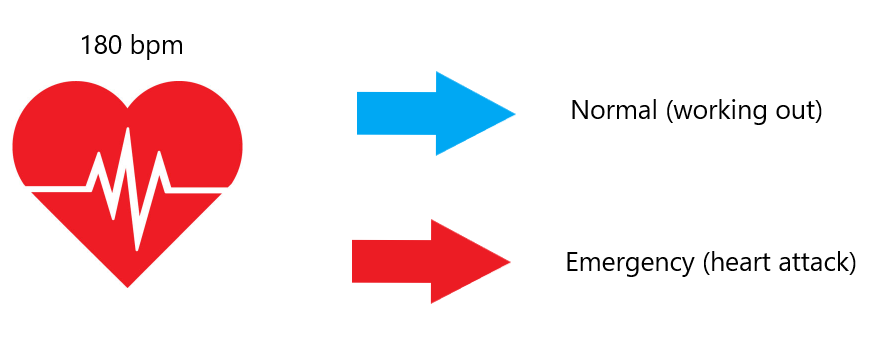 180 bpm
Normal (working out)
Emergency (heart attack)